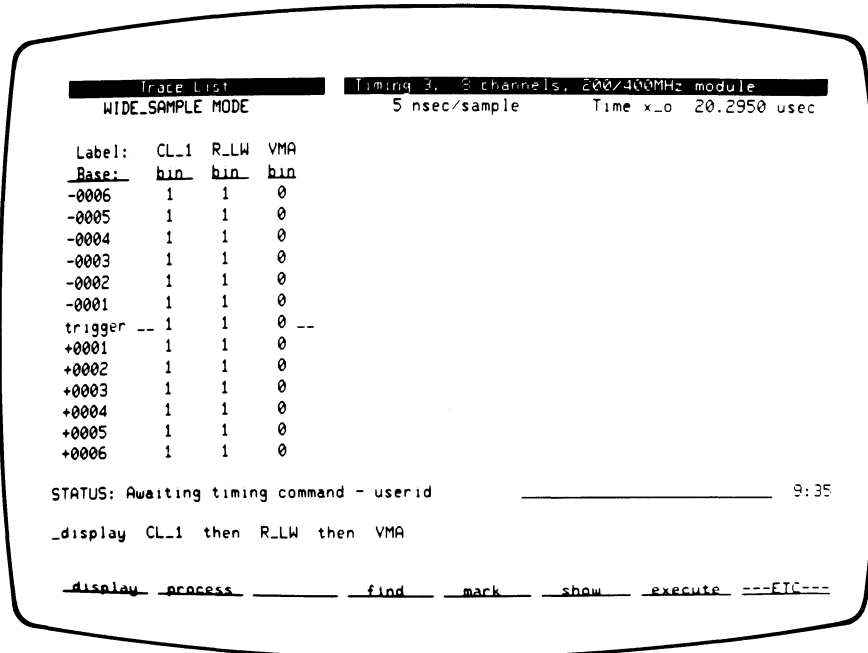 Trace List Timing 3, 8 channels, 200/400MHz module
WIDE_SAMPLE MODE 5 nsec/sample Time x_o 20.2950 usec
Label: CL_1 R_LW VMA
Base: bin bin bin
-0006 1 1 0
-0005 1 1 0
-0004 1 1 0
-0003 1 1 0
-0002 1 1 0
-0001 1 1 0
trigger -- 1 1 0 --
+0001 1 1 0
+0002 1 1 0
+0003 1 1 0
+0004 1 1 0
+0005 1 1 0
+0006 1 1 0
STATUS: Awaiting timing command - userid 9:35
_display CL_1 then R_LW then VMA
display process find mark show execute ---ETC---